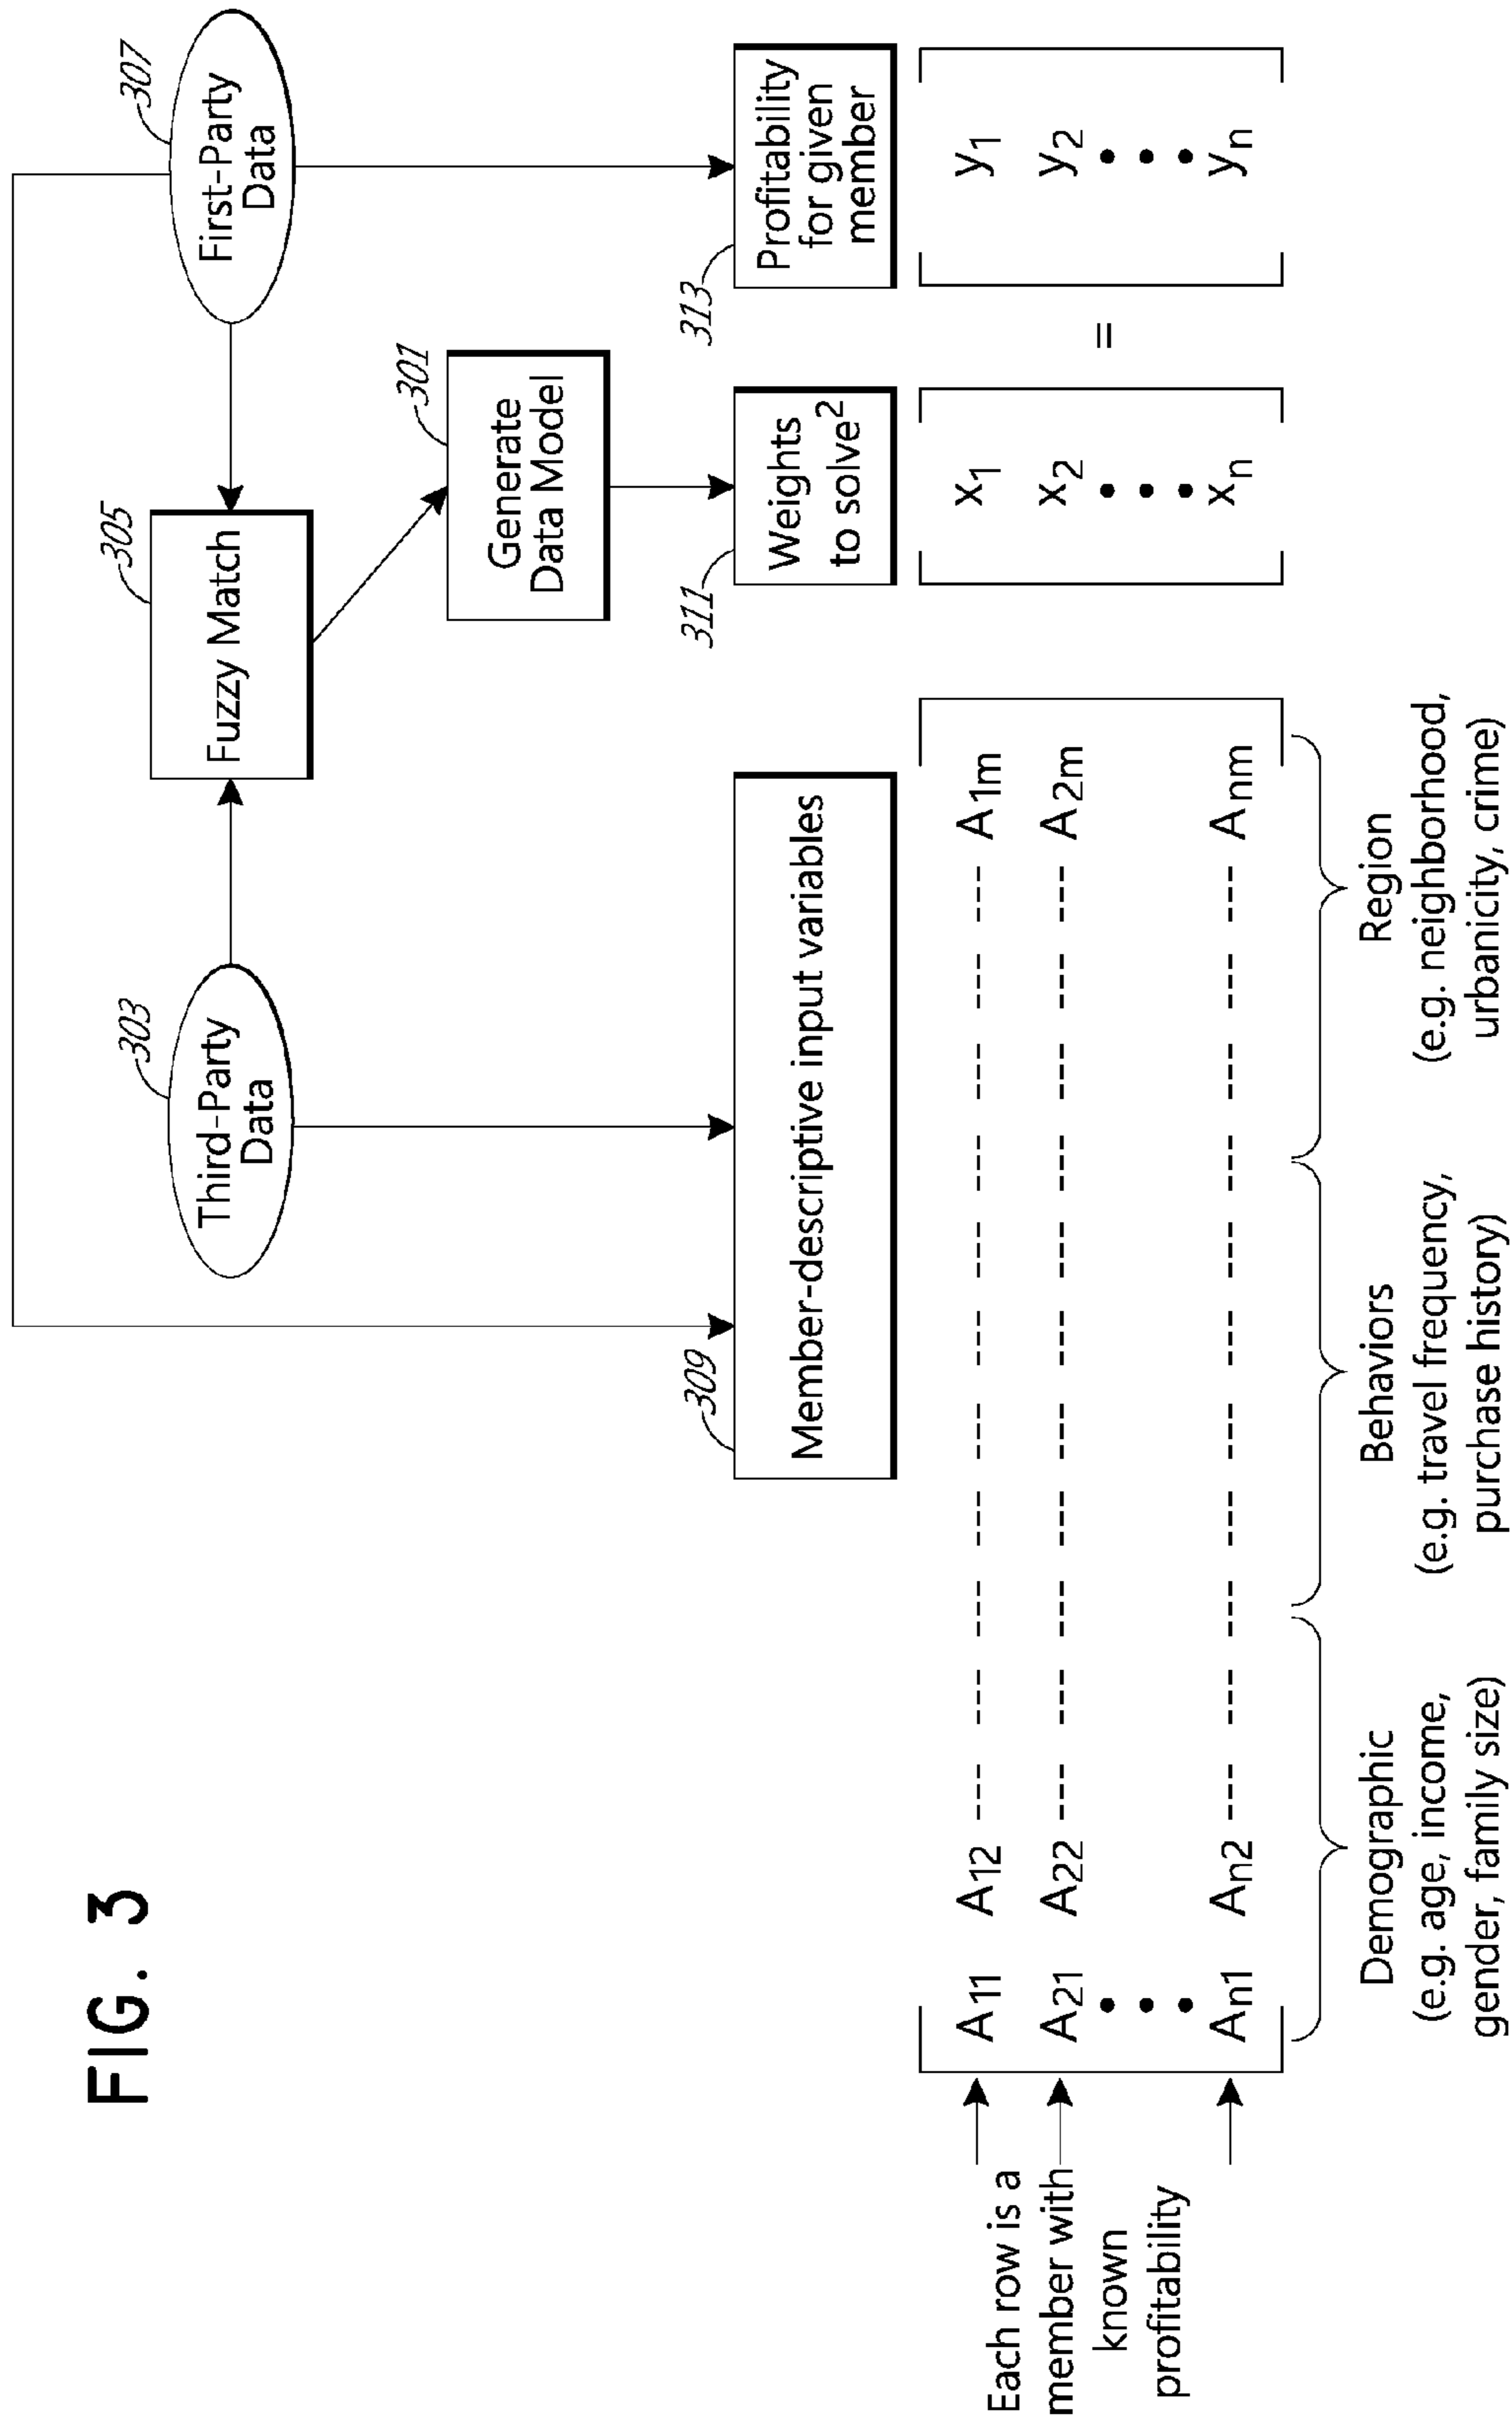 FIG. 3
307
First-Party
Data
305
Fuzzy Match
303
Third-Party
Data
301
Generate
Data Model
309
Member-descriptive input variables
311
Weights
to solve2
313
Profitability
for given
member
Each row is a
member with
known
profitability
A11 A12 ---- ---- ---- ---- ---- ---- ---- ---- ---- ---- ---- A1m
A21 A22 ---- ---- ---- ---- ---- ---- ---- ---- ---- ---- ---- A2m
An1 An2 ---- ---- ---- ---- ---- ---- ---- ---- ---- ---- ---- Anm
x1
x2
xn
=
y1
y2
yn
Demographic
(e.g. age, income,
gender, family size)
Behaviors
(e.g. travel frequency,
purchase history)
Region
(e.g. neighborhood,
urbanicity, crime)